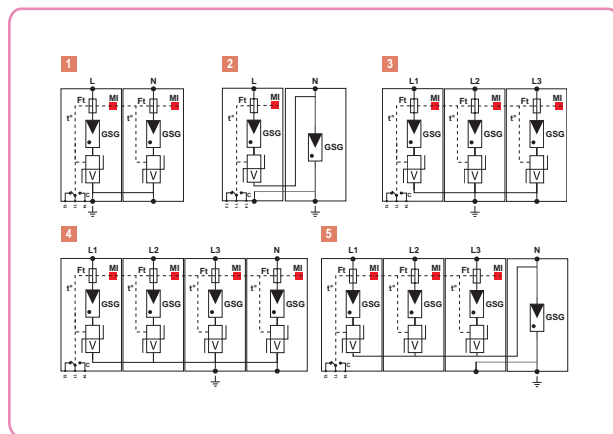 1
L N
Ft MI Ft MI
t° GSG t° GSG
V V
C
2
L N
Ft MI
t° GSG GSG
V
C
3
L1 L2 L3
Ft MI Ft MI Ft MI
t° GSG t° GSG t° GSG
V V V
C
4
L1 L2 L3 N
Ft MI Ft MI Ft MI Ft MI
t° GSG t° GSG t° GSG t° GSG
V V V V
C
5
L1 L2 L3 N
Ft MI Ft MI Ft MI
t° GSG t° GSG t° GSG GSG
V V V
C